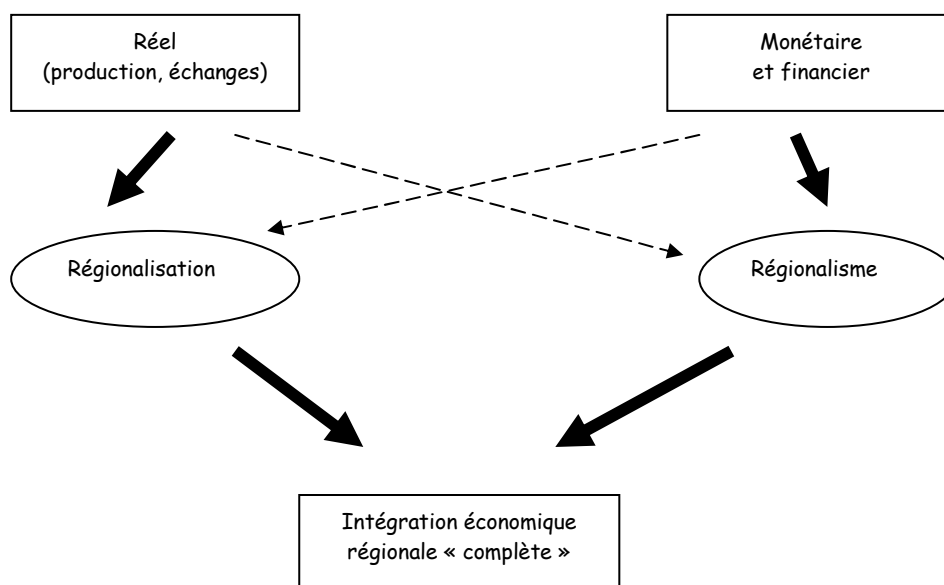 Réel
(production, échanges)
Monétaire
et financier
Régionalisation
Régionalisme
Intégration économique
régionale « complète »